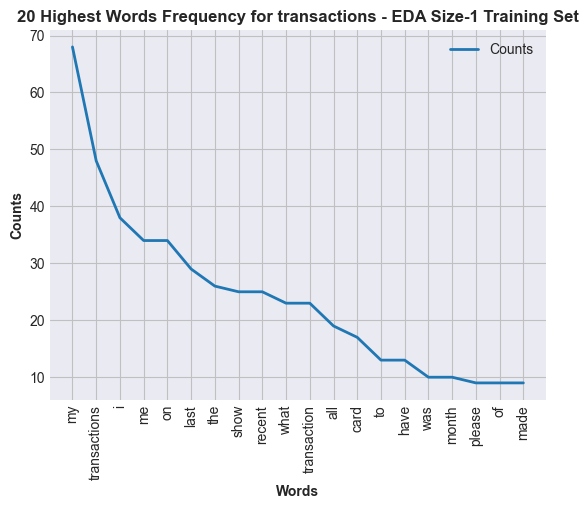 20 Highest Words Frequency for transactions - EDA Size-1 Training Set
Counts
70
60
50
40
30
20
10
Counts
my
transactions
i
me
on
last
the
show
recent
what
transaction
all
card
to
have
was
month
please
of
made
Words